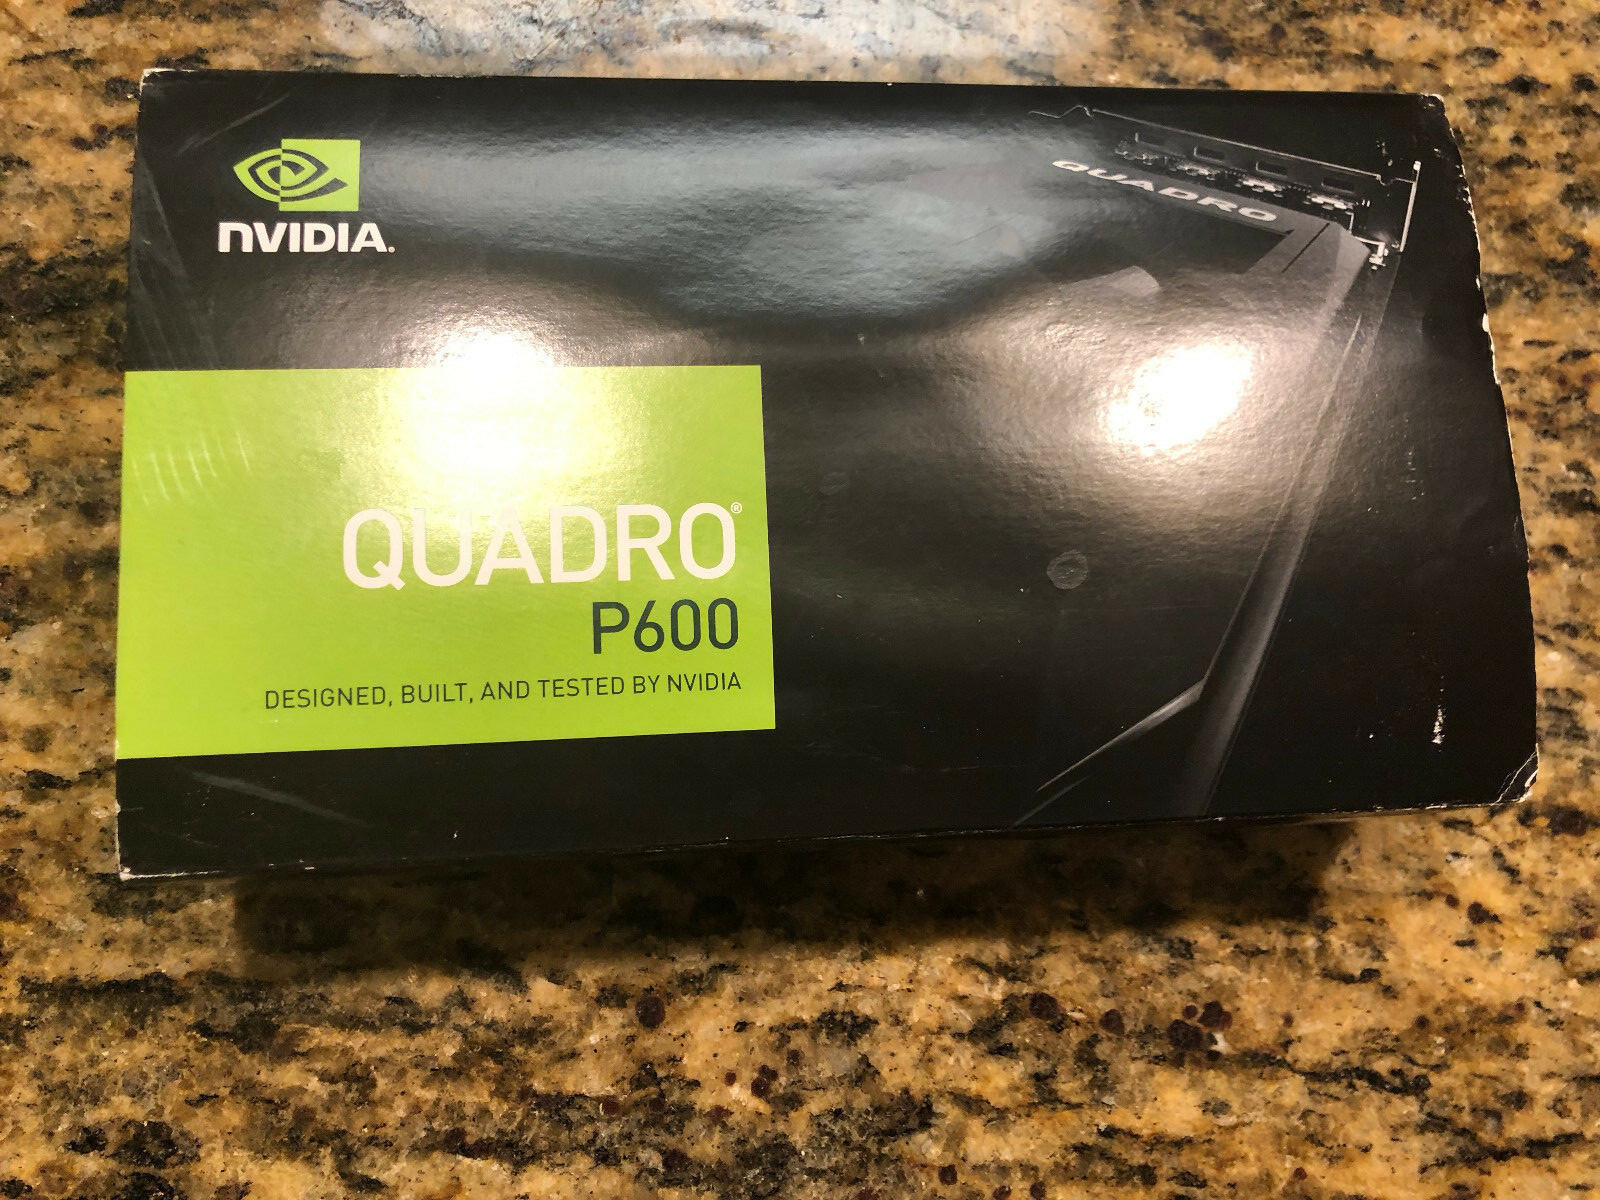 NVIDIA.
QUADRO
QUADRO®
P600
DESIGNED, BUILT, AND TESTED BY NVIDIA